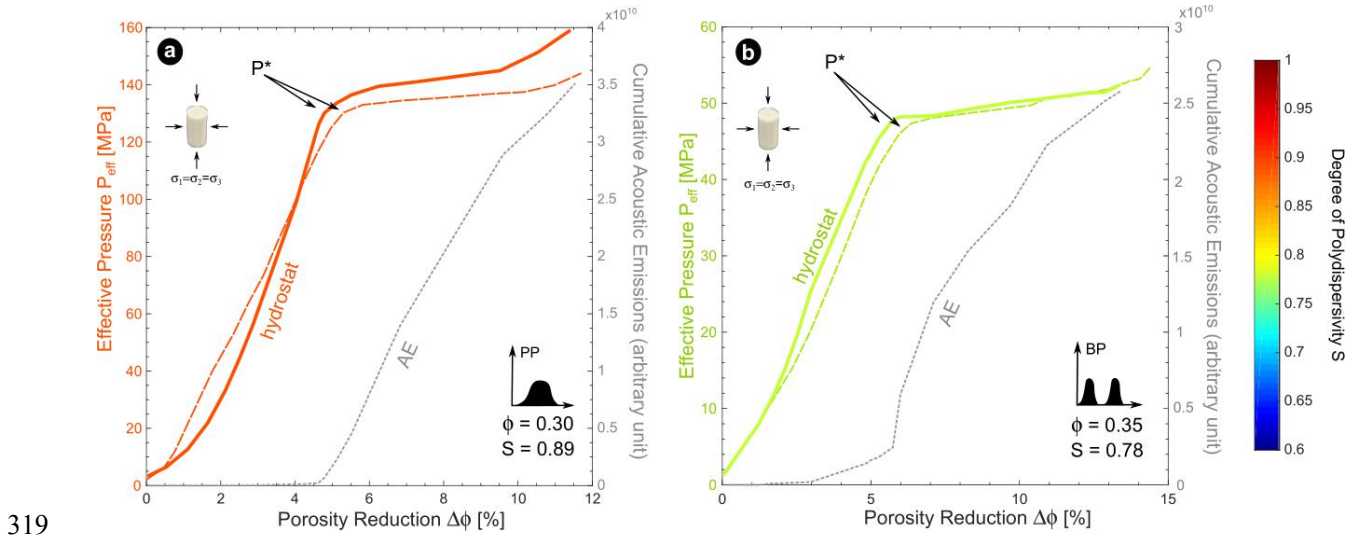 a
Effective Pressure P_eff [MPa]
160
140
120
100
80
60
40
20
0
P*
σ₁=σ₂=σ₃
hydrostat
AE
PP
ϕ = 0.30
S = 0.89
0 2 4 6 8 10 12
Porosity Reduction Δϕ [%]
x10¹⁰
4
3.5
3
2.5
2
1.5
1
0.5
0
Cumulative Acoustic Emissions (arbitrary unit)
b
Effective Pressure P_eff [MPa]
60
50
40
30
20
10
0
P*
σ₁=σ₂=σ₃
hydrostat
AE
BP
ϕ = 0.35
S = 0.78
0 5 10 15
Porosity Reduction Δϕ [%]
x10¹⁰
3
2.5
2
1.5
1
0.5
0
Cumulative Acoustic Emissions (arbitrary unit)
1
0.95
0.9
0.85
0.8
0.75
0.7
0.65
0.6
Degree of Polydispersivity S
319